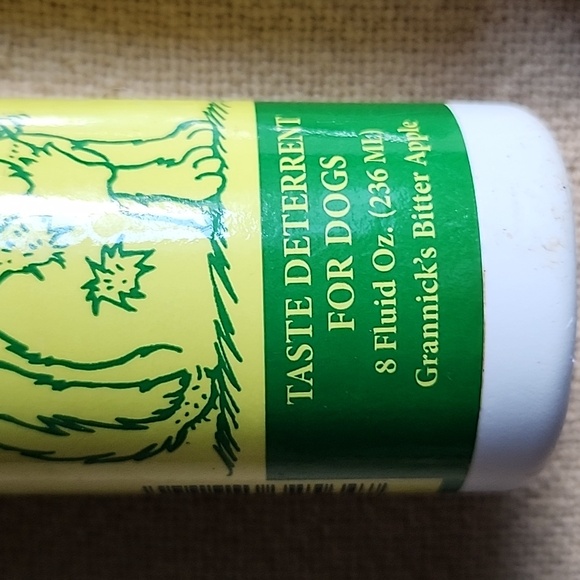 TASTE DETERRENT
FOR DOGS
8 Fluid Oz. (236 ML)
Grannick's Bitter Apple